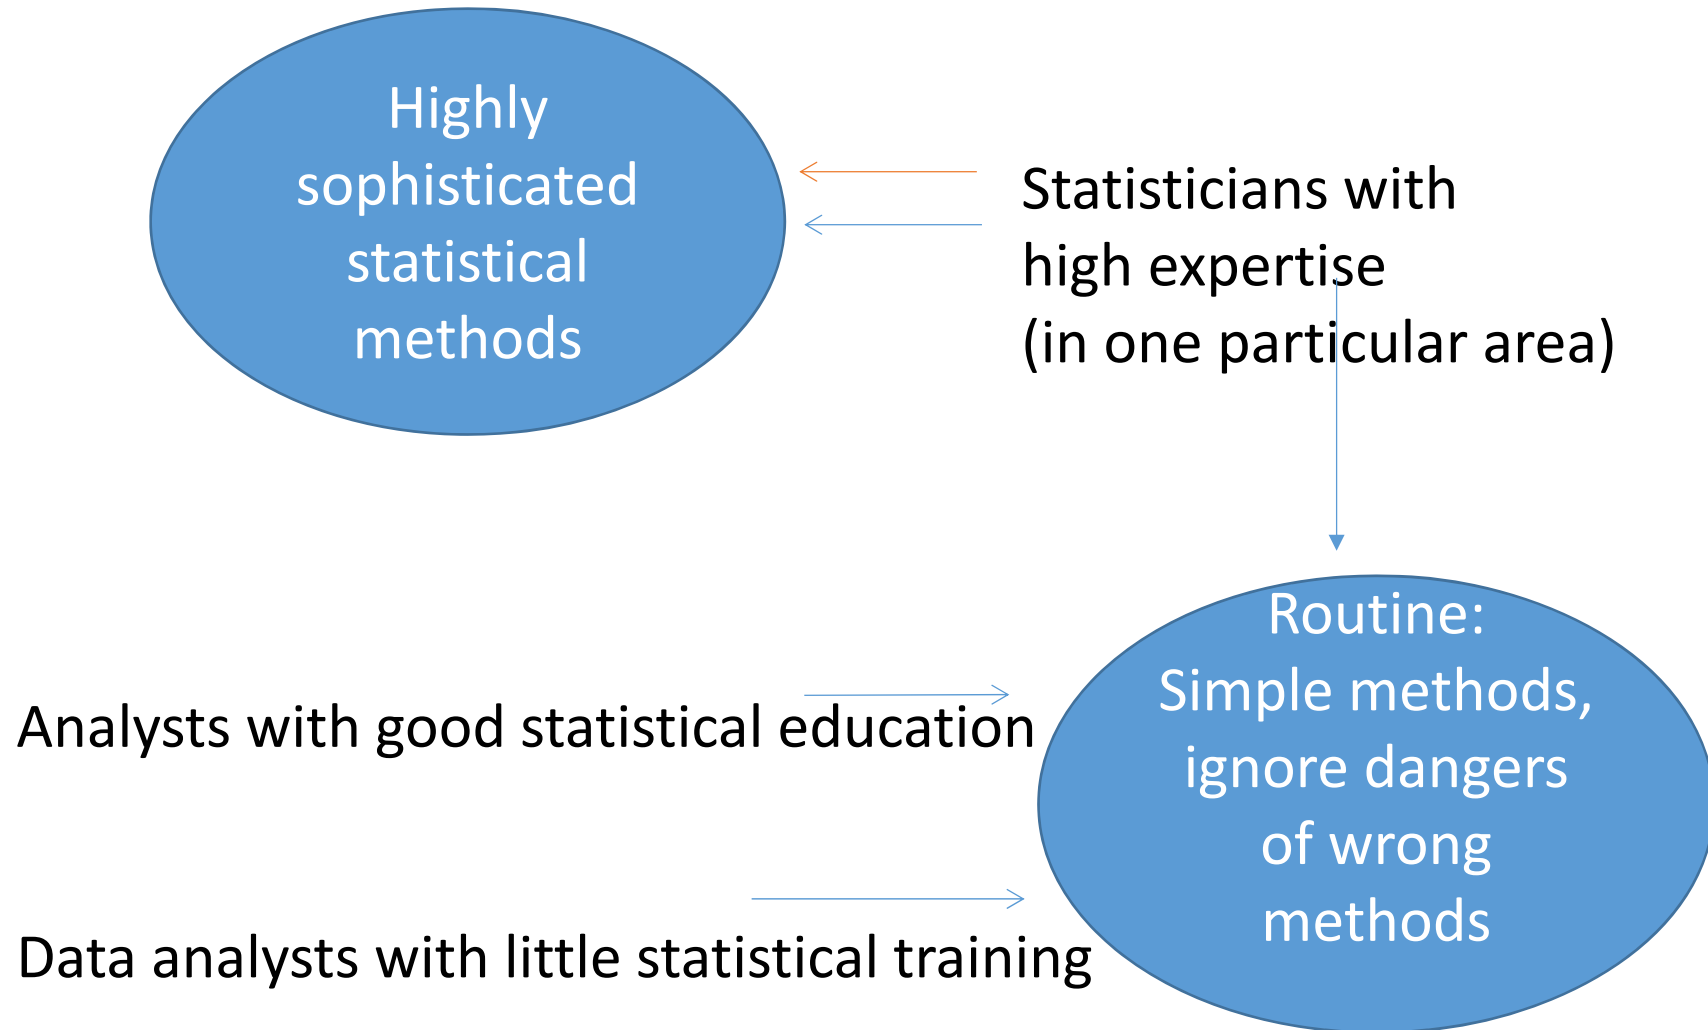 Highly
sophisticated
statistical
methods
Statisticians with
high expertise
(in one particular area)
Analysts with good statistical education
Data analysts with little statistical training
Routine:
Simple methods,
ignore dangers
of wrong
methods